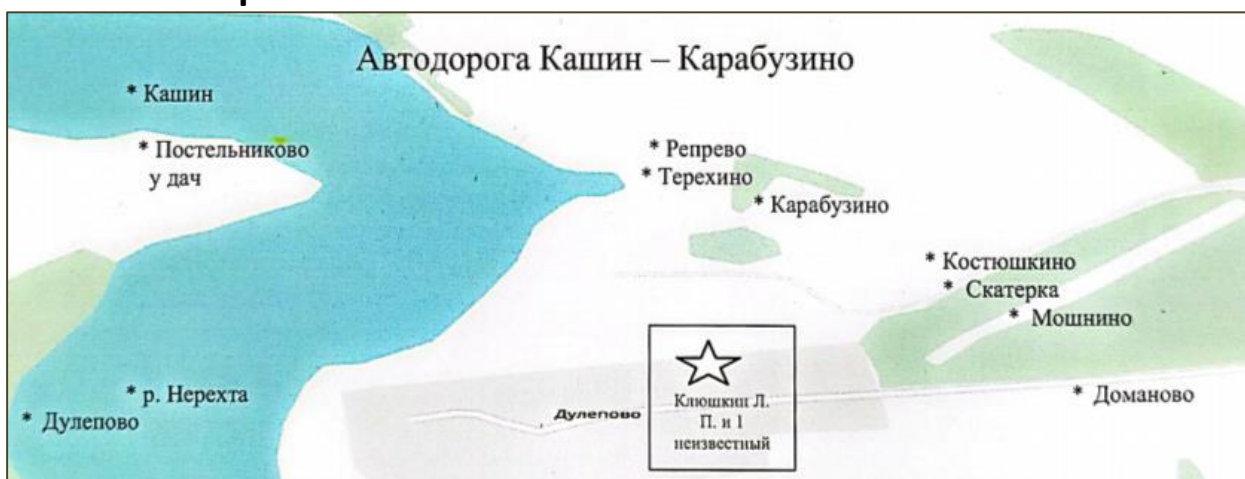 Автодорога Кашин – Карабузино
* Кашин
* Постельниково
у дач
* Репрево
* Терехино
* Карабузино
* Костюшкино
* Скатерка
* Мошнино
* р. Нерехта
* Дулепово
Дулепово
Клюшкин Л.
П. и 1
неизвестный
* Доманово